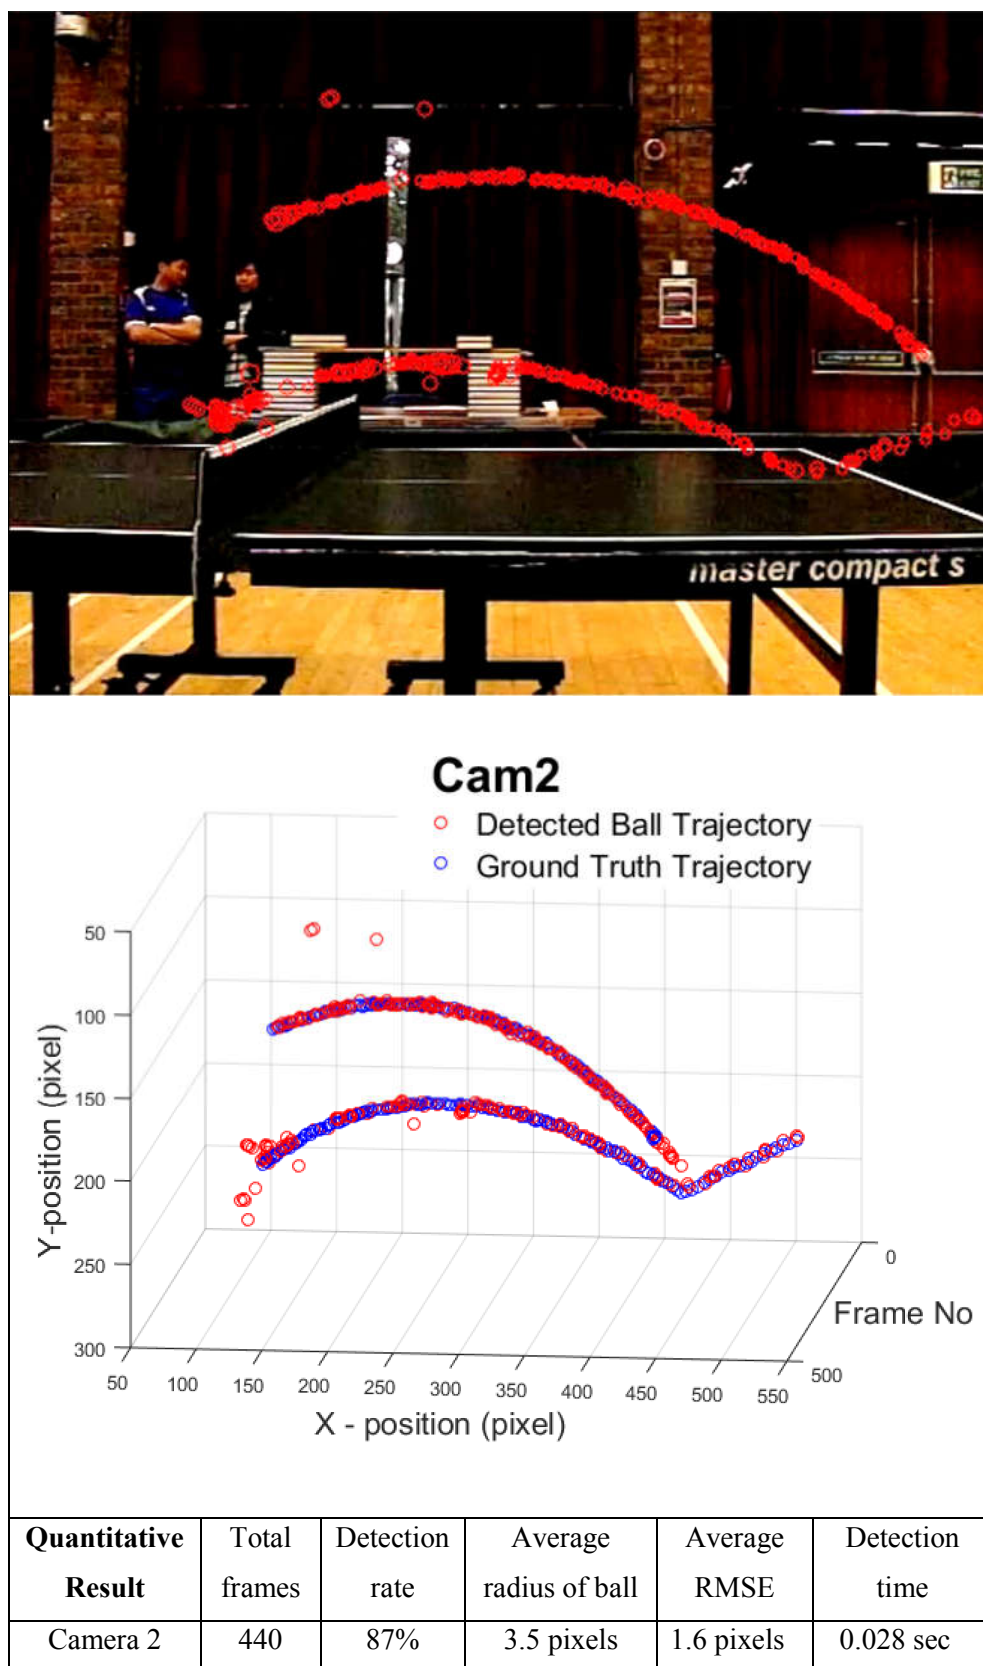 master compact s
Cam2
Detected Ball Trajectory
Ground Truth Trajectory
50
100
150
200
250
300
Y-position (pixel)
50 100 150 200 250 300 350 400 450 500 550
X - position (pixel)
0
500
Frame No
Quantitative Result Total frames Detection rate Average radius of ball Average RMSE Detection time
Camera 2 440 87% 3.5 pixels 1.6 pixels 0.028 sec